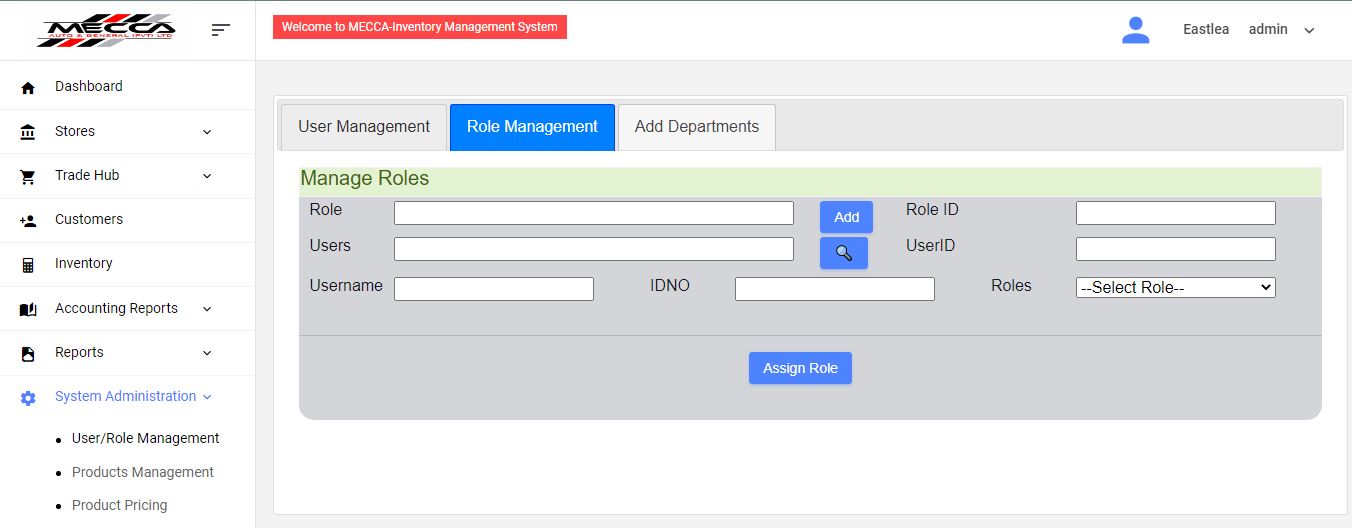 MECCA
AUTO & GENERAL (PVT) LTD
Welcome to MECCA-Inventory Management System
Eastlea admin
Dashboard
Stores
Trade Hub
Customers
Inventory
Accounting Reports
Reports
System Administration
User/Role Management
Products Management
Product Pricing
User Management Role Management Add Departments
Manage Roles
Role Add Role ID
Users UserID
Username IDNO Roles --Select Role--
Assign Role